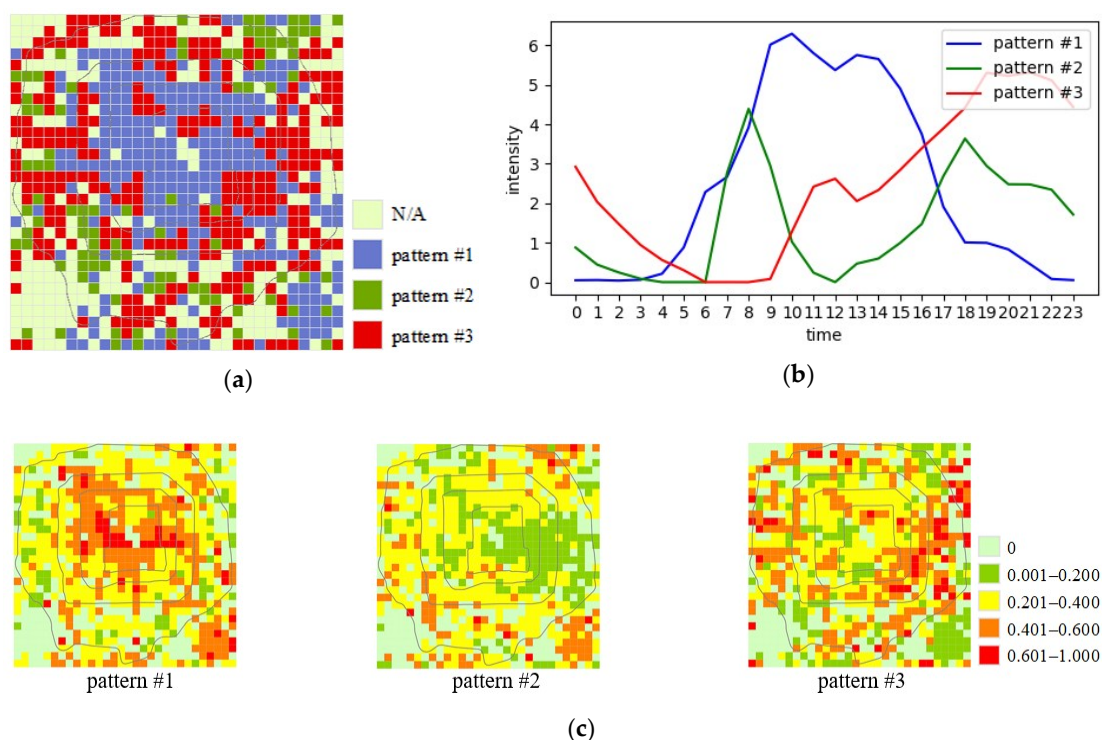 N/A
pattern #1
pattern #2
pattern #3
(a)
6
5
4
3
2
1
0
intensity
pattern #1
pattern #2
pattern #3
0 1 2 3 4 5 6 7 8 9 10 11 12 13 14 15 16 17 18 19 20 21 22 23
time
(b)
pattern #1
pattern #2
pattern #3
0
0.001–0.200
0.201–0.400
0.401–0.600
0.601–1.000
(c)